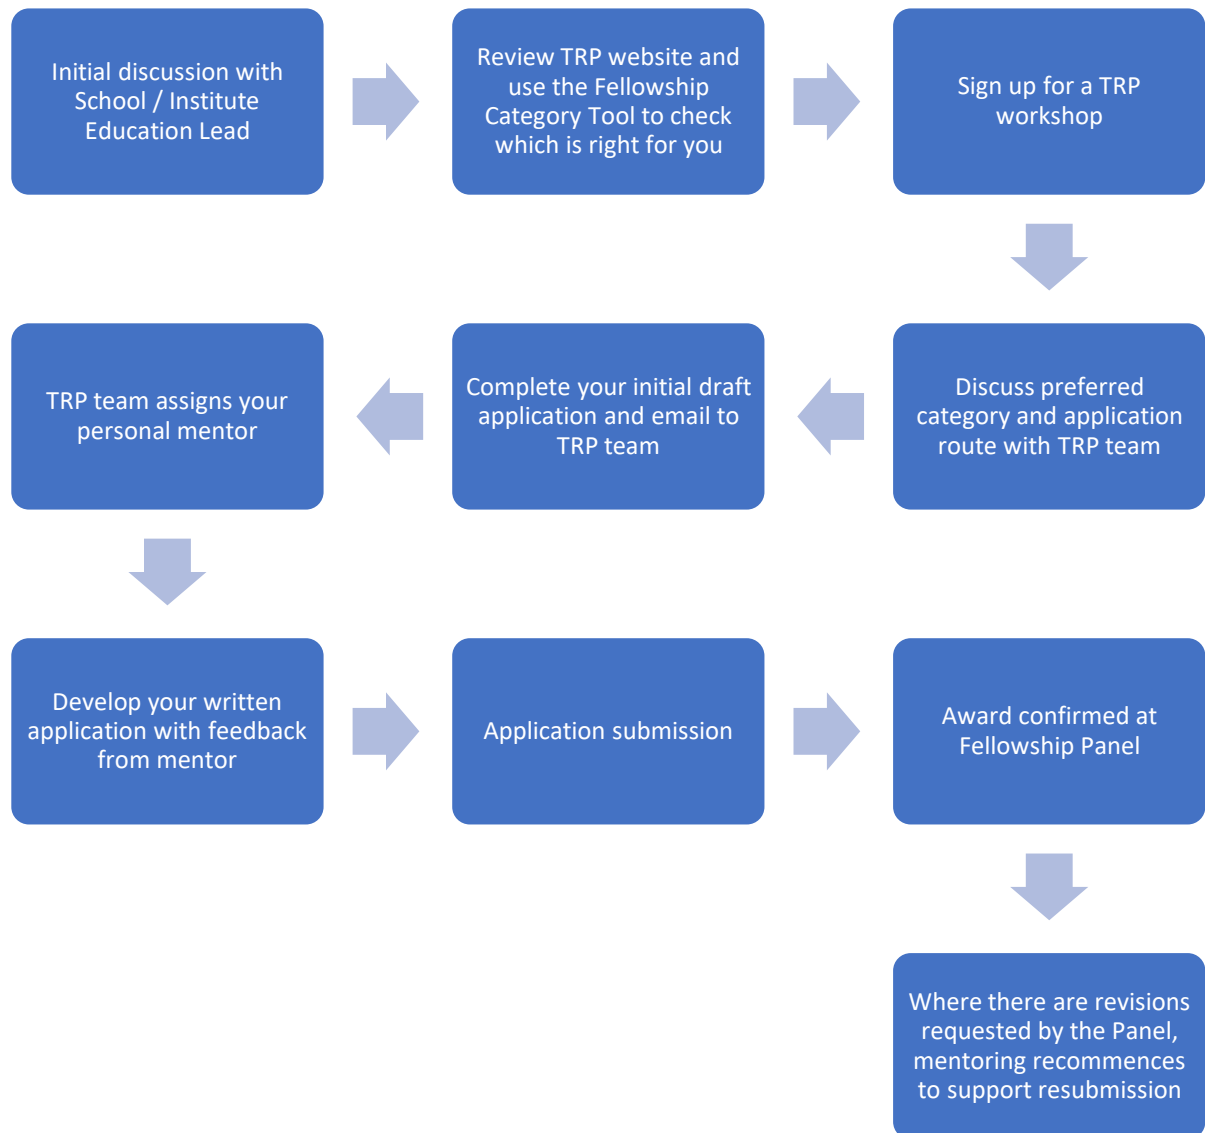 Initial discussion with
School / Institute
Education Lead
Review TRP website and
use the Fellowship
Category Tool to check
which is right for you
Sign up for a TRP
workshop
Discuss preferred
category and application
route with TRP team
Complete your initial draft
application and email to
TRP team
TRP team assigns your
personal mentor
Develop your written
application with feedback
from mentor
Application submission
Award confirmed at
Fellowship Panel
Where there are revisions
requested by the Panel,
mentoring recommences
to support resubmission